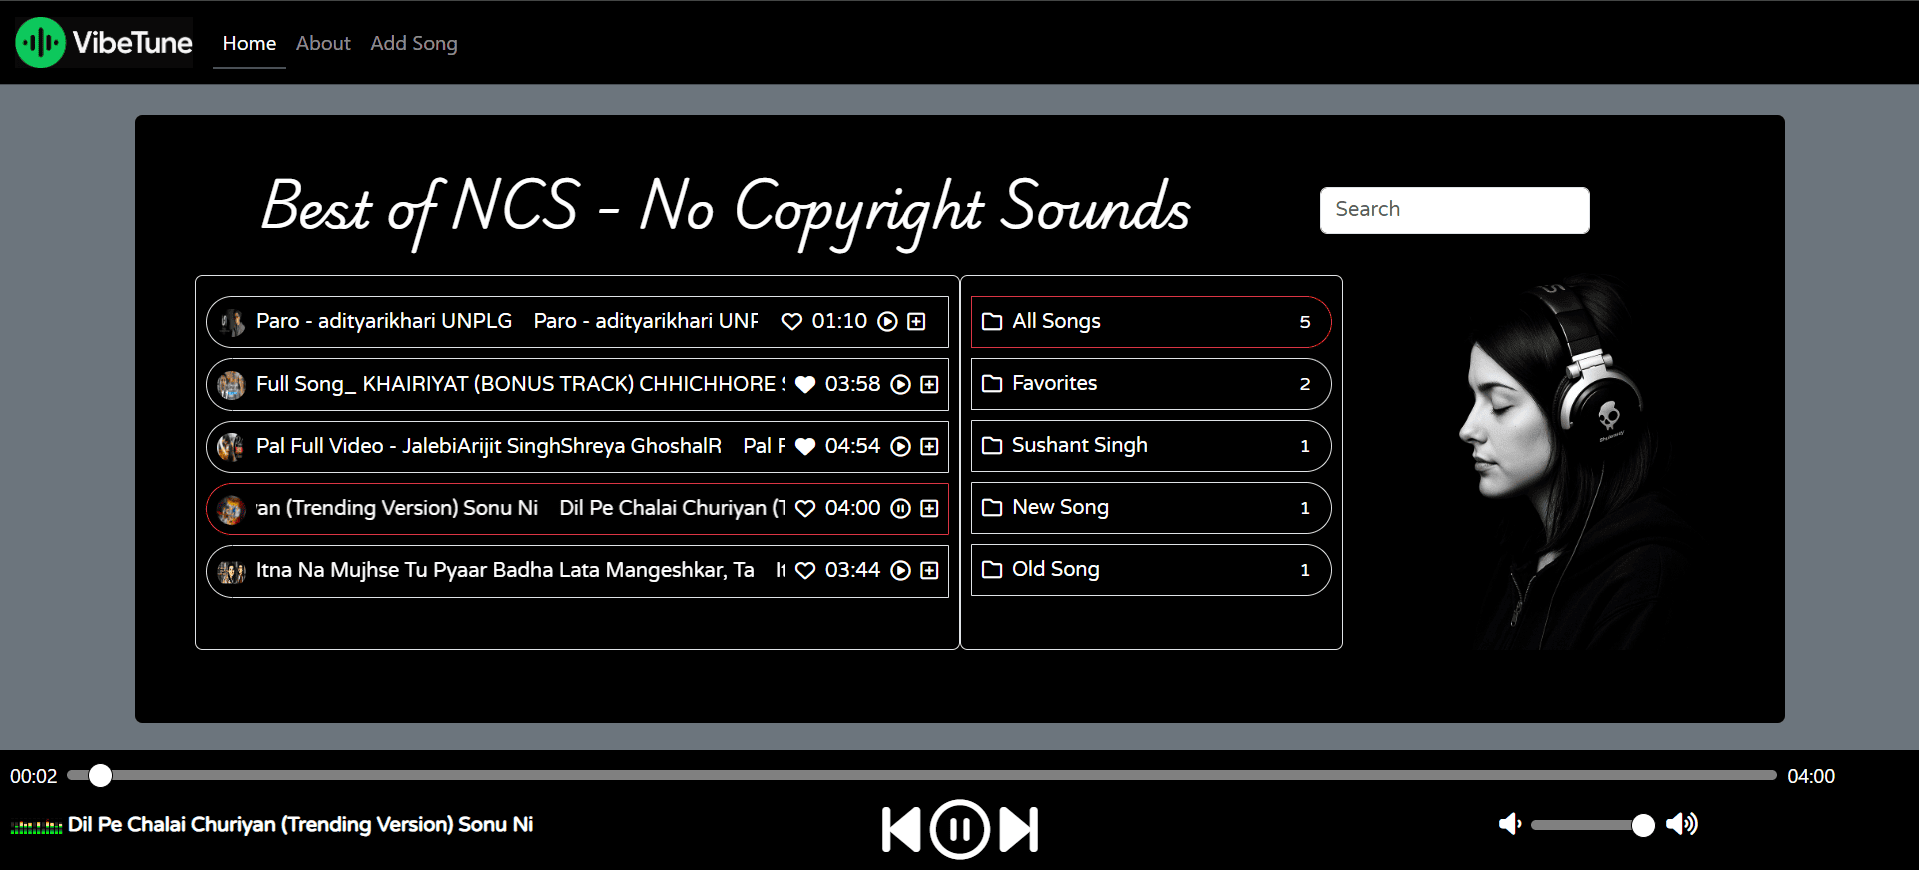 VibeTune Home About Add Song
Best of NCS - No Copyright Sounds
Search
Paro - adityarikhari UNPLG Paro - adityarikhari UNF 01:10
Full Song_ KHAIRIYAT (BONUS TRACK) CHHICHHORE 03:58
Pal Full Video - JalebiArijit SinghShreya GhoshalR Pal 04:54
an (Trending Version) Sonu Ni Dil Pe Chalai Churiyan ( 04:00
Itna Na Mujhse Tu Pyaar Badha Lata Mangeshkar, Ta 03:44
All Songs 5
Favorites 2
Sushant Singh 1
New Song 1
Old Song 1
00:02 04:00
Dil Pe Chalai Churiyan (Trending Version) Sonu Ni